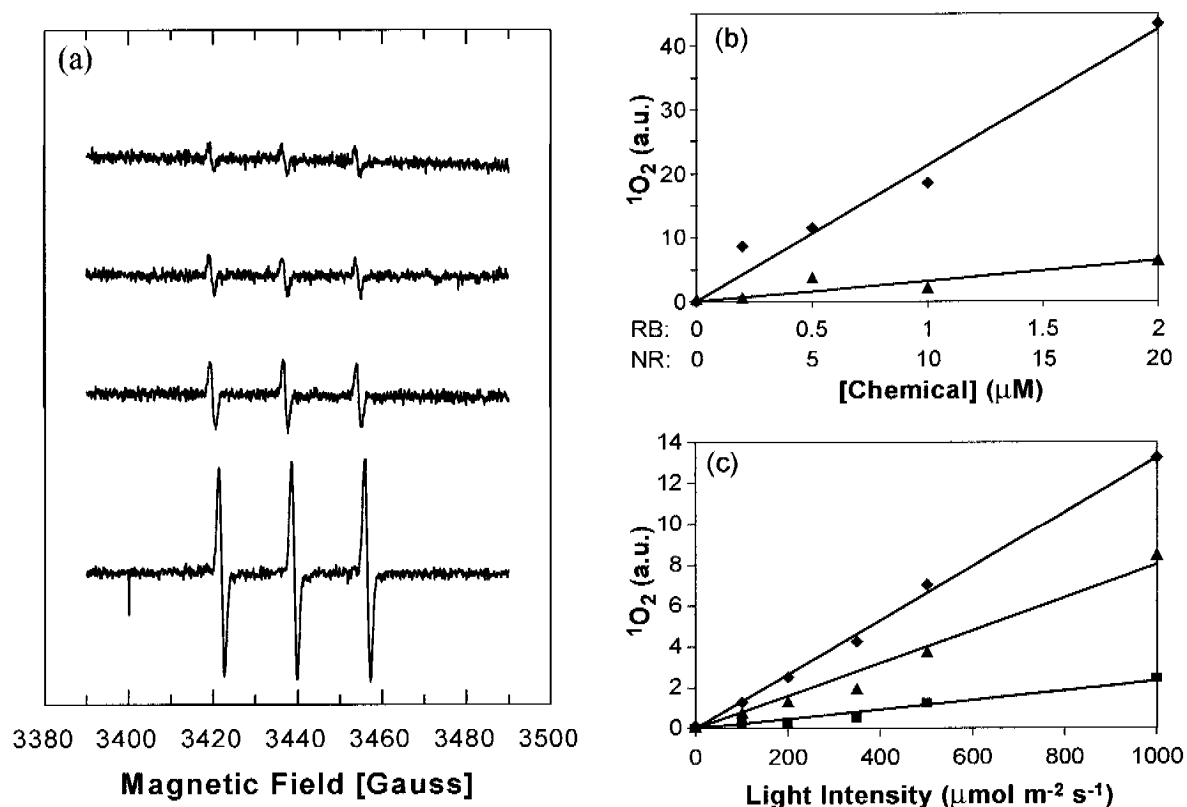 (a)
3380 3400 3420 3440 3460 3480 3500
Magnetic Field [Gauss]
(b)
¹O₂ (a.u.)
40
30
20
10
0
RB: 0 0.5 1 1.5 2
NR: 0 5 10 15 20
[Chemical] (μM)
(c)
¹O₂ (a.u.)
14
12
10
8
6
4
2
0
0 200 400 600 800 1000
Light Intensity (μmol m⁻² s⁻¹)